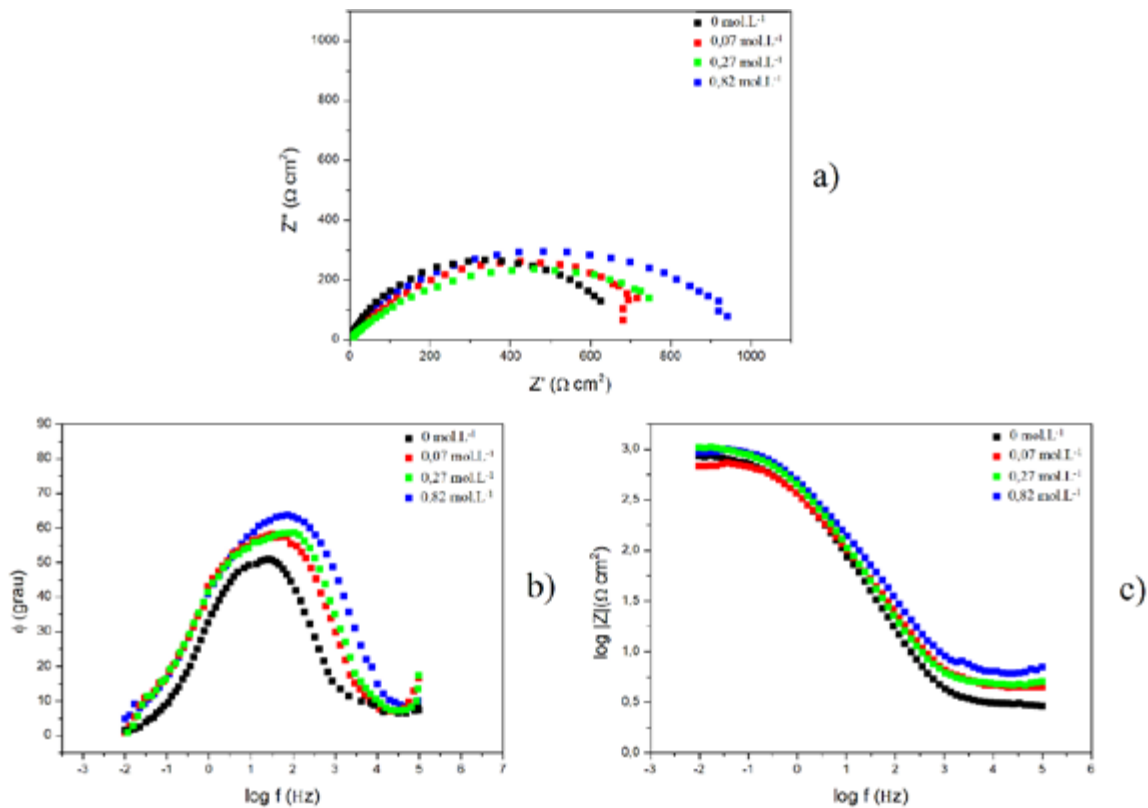 0 mol.L⁻¹
0,07 mol.L⁻¹
0,27 mol.L⁻¹
0,82 mol.L⁻¹
1000
800
600
400
200
0
Z'' (Ω cm²)
0 200 400 600 800 1000
Z' (Ω cm²)
a)
0 mol.L⁻¹
0,07 mol.L⁻¹
0,27 mol.L⁻¹
0,82 mol.L⁻¹
90
80
70
60
50
40
30
20
10
0
ϕ (grau)
-3 -2 -1 0 1 2 3 4 5 6 7
log f (Hz)
b)
0 mol.L⁻¹
0,07 mol.L⁻¹
0,27 mol.L⁻¹
0,82 mol.L⁻¹
3,0
2,5
2,0
1,5
1,0
0,5
0,0
log |Z|(Ω cm²)
-3 -2 -1 0 1 2 3 4 5 6
log f (Hz)
c)